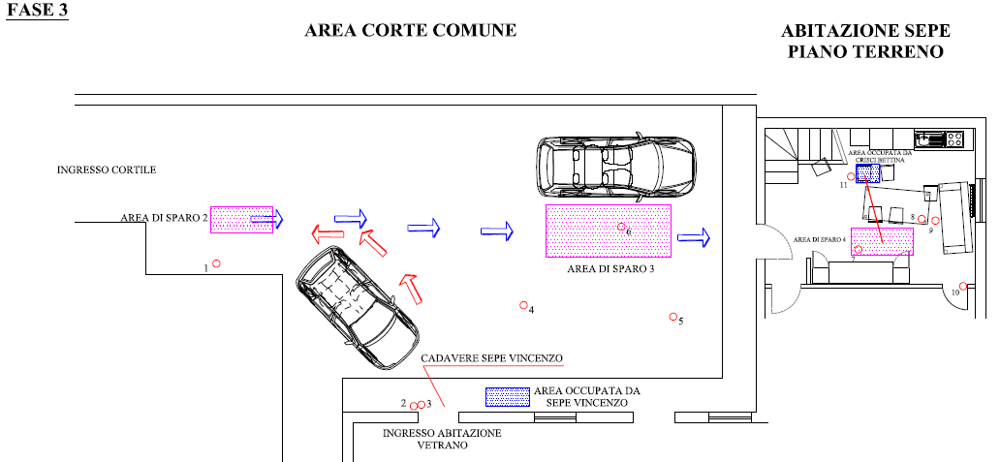 FASE 3
AREA CORTE COMUNE
ABITAZIONE SEPE
PIANO TERRENO
INGRESSO CORTILE
AREA DI SPARO 2
1
6
AREA DI SPARO 3
4
5
CADAVERE SEPE VINCENZO
2
3
AREA OCCUPATA DA
SEPE VINCENZO
INGRESSO ABITAZIONE
VETRANO
AREA OCCUPATA DA
CRISCI BETTINA
11
8
9
AREA DI SPARO 4
7
10